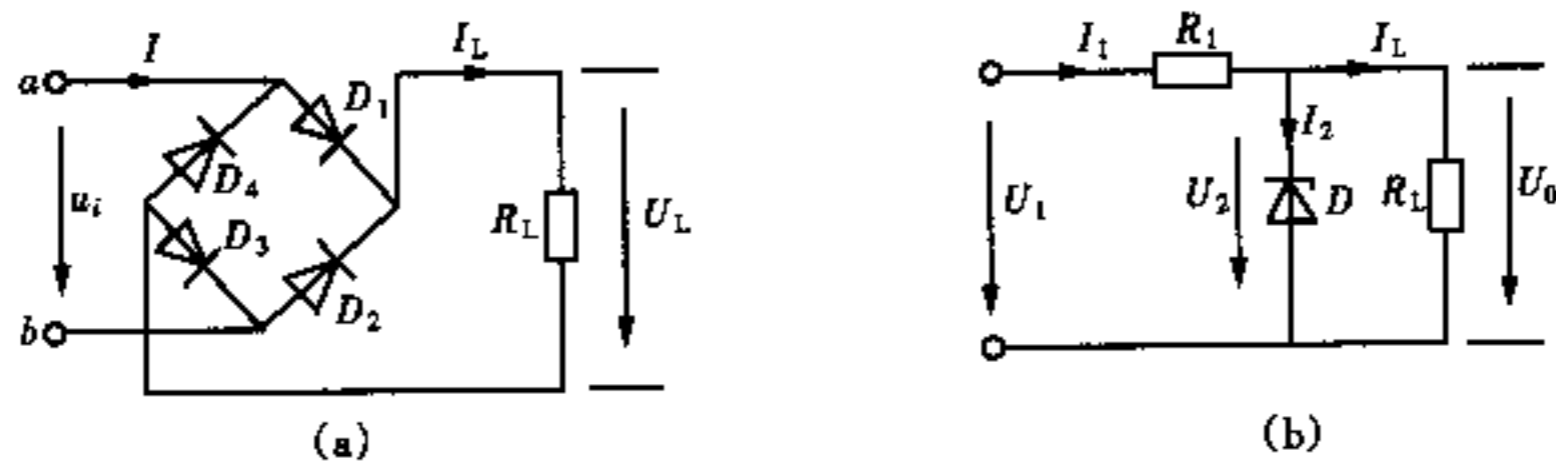 I I_L I_1 R_1 I_L
a D_1 I_2
u_i D_4 R_L U_L U_1 U_2 D R_L U_0
D_3
b D_2
(a) (b)